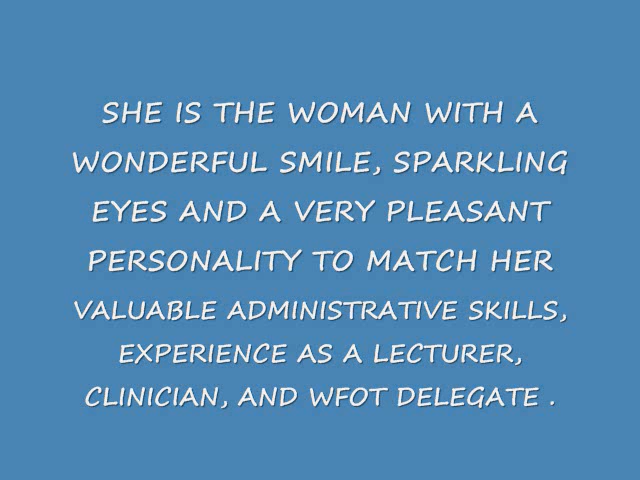 SHE IS THE WOMAN WITH A
WONDERFUL SMILE, SPARKLING
EYES AND A VERY PLEASANT
PERSONALITY TO MATCH HER
VALUABLE ADMINISTRATIVE SKILLS,
EXPERIENCE AS A LECTURER,
CLINICIAN, AND WFOT DELEGATE .